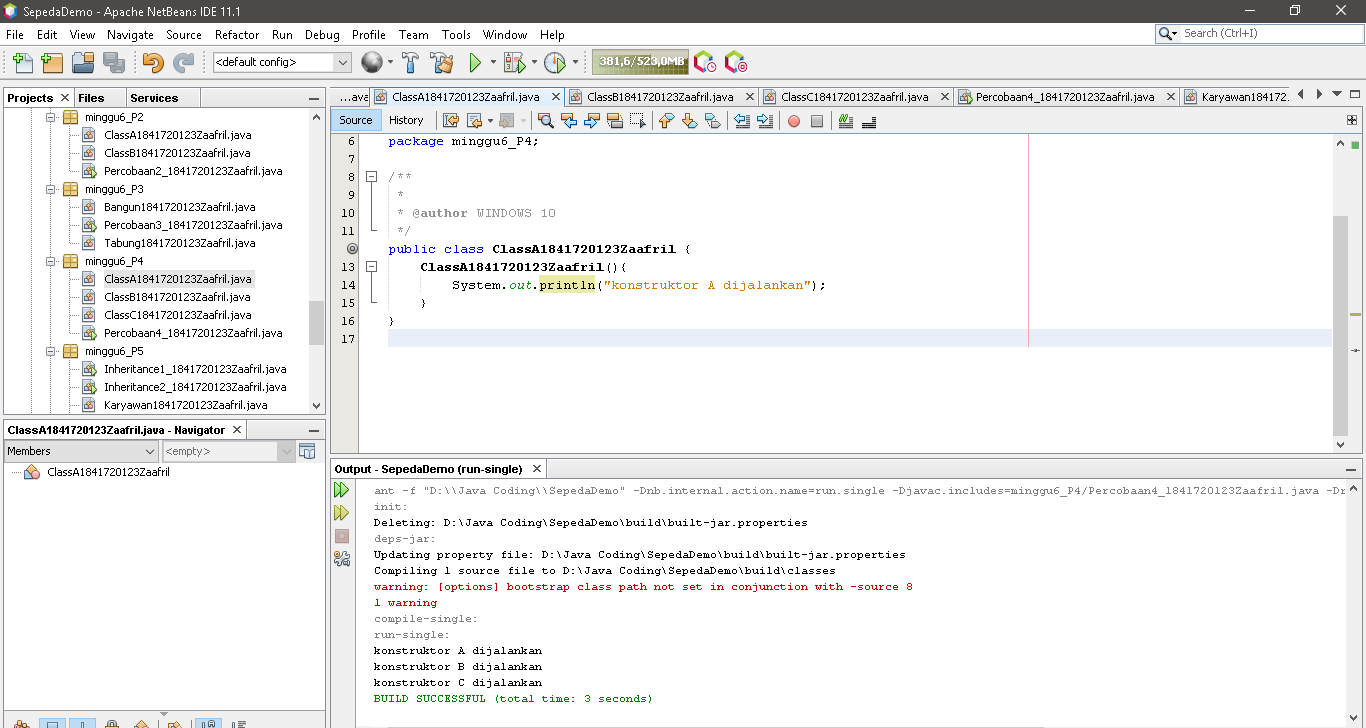 SepedaDemo - Apache NetBeans IDE 11.1
File Edit View Navigate Source Refactor Run Debug Profile Team Tools Window Help
Search (Ctrl+I)
<default config>
381,6/523,0MB
Projects Files Services
minggu6_P2
ClassA1841720123Zaafril.java
ClassB1841720123Zaafril.java
Percobaan2_1841720123Zaafril.java
minggu6_P3
Bangun1841720123Zaafril.java
Percobaan3_1841720123Zaafril.java
Tabung1841720123Zaafril.java
minggu6_P4
ClassA1841720123Zaafril.java
ClassB1841720123Zaafril.java
ClassC1841720123Zaafril.java
Percobaan4_1841720123Zaafril.java
minggu6_P5
Inheritance1_1841720123Zaafril.java
Inheritance2_1841720123Zaafril.java
Karyawan1841720123Zaafril.java
ClassA1841720123Zaafril.java - Navigator
Members
<empty>
ClassA1841720123Zaafril
...ava ClassA1841720123Zaafril.java ClassB1841720123Zaafril.java ClassC1841720123Zaafril.java Percobaan4_1841720123Zaafril.java Karyawan184172...
Source History
6 package minggu6_P4;
7
8 /**
9 *
10 * @author WINDOWS 10
11 */
public class ClassA1841720123Zaafril {
13 ClassA1841720123Zaafril(){
14 System.out.println("konstruktor A dijalankan");
15 }
16 }
17
Output - SepedaDemo (run-single)
ant -f "D:\\Java Coding\\SepedaDemo" -Dnb.internal.action.name=run.single -Djavac.includes=minggu6_P4/Percobaan4_1841720123Zaafril.java -Dr
init:
Deleting: D:\Java Coding\SepedaDemo\build\built-jar.properties
deps-jar:
Updating property file: D:\Java Coding\SepedaDemo\build\built-jar.properties
Compiling 1 source file to D:\Java Coding\SepedaDemo\build\classes
warning: [options] bootstrap class path not set in conjunction with -source 8
1 warning
compile-single:
run-single:
konstruktor A dijalankan
konstruktor B dijalankan
konstruktor C dijalankan
BUILD SUCCESSFUL (total time: 3 seconds)